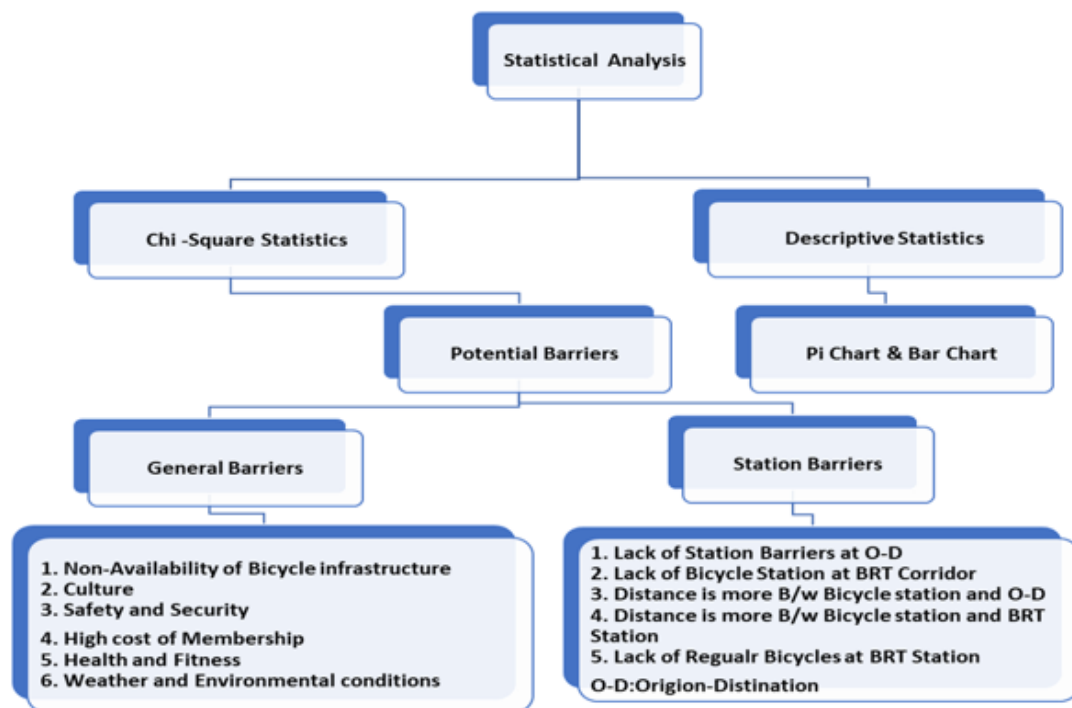 Statistical Analysis
Chi -Square Statistics
Descriptive Statistics
Potential Barriers
Pi Chart & Bar Chart
General Barriers
Station Barriers
1. Non-Availability of Bicycle infrastructure
2. Culture
3. Safety and Security
4. High cost of Membership
5. Health and Fitness
6. Weather and Environmental conditions
1. Lack of Station Barriers at O-D
2. Lack of Bicycle Station at BRT Corridor
3. Distance is more B/w Bicycle station and O-D
4. Distance is more B/w Bicycle station and BRT
Station
5. Lack of Regualr Bicycles at BRT Station
O-D:Origion-Distination